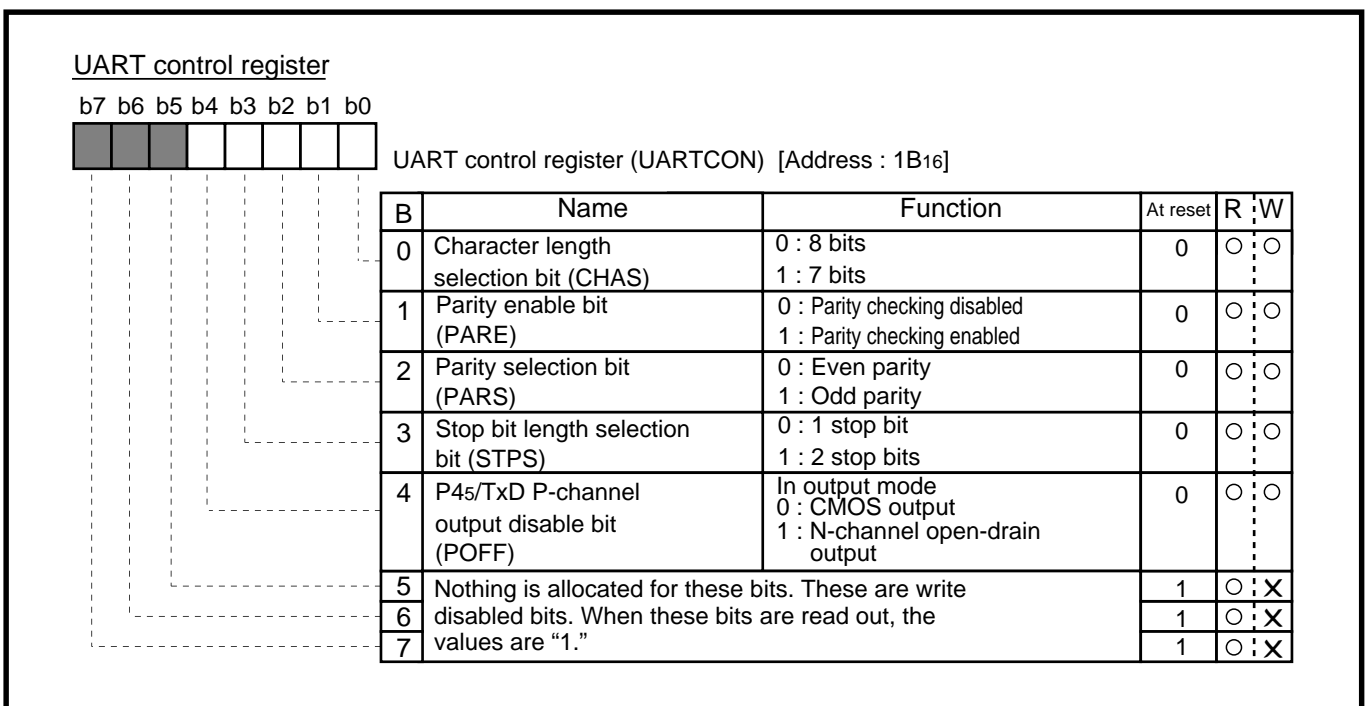 UART control register
b7 b6 b5 b4 b3 b2 b1 b0
UART control register (UARTCON) [Address : 1B16]
B Name Function At reset R W
0 Character length selection bit (CHAS) 0 : 8 bits 1 : 7 bits 0 ○ ○
1 Parity enable bit (PARE) 0 : Parity checking disabled 1 : Parity checking enabled 0 ○ ○
2 Parity selection bit (PARS) 0 : Even parity 1 : Odd parity 0 ○ ○
3 Stop bit length selection bit (STPS) 0 : 1 stop bit 1 : 2 stop bits 0 ○ ○
4 P45/TxD P-channel output disable bit (POFF) In output mode 0 : CMOS output 1 : N-channel open-drain output 0 ○ ○
5 Nothing is allocated for these bits. These are write 1 ○ ×
6 disabled bits. When these bits are read out, the 1 ○ ×
7 values are “1.” 1 ○ ×